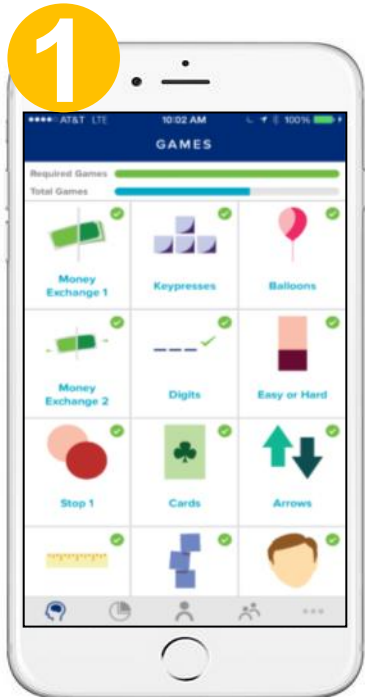 1
AT&T LTE 10:02 AM 100%
GAMES
Required Games
Total Games
Money
Exchange 1
Keypresses
Balloons
Money
Exchange 2
Digits
Easy or Hard
Stop 1
Cards
Arrows